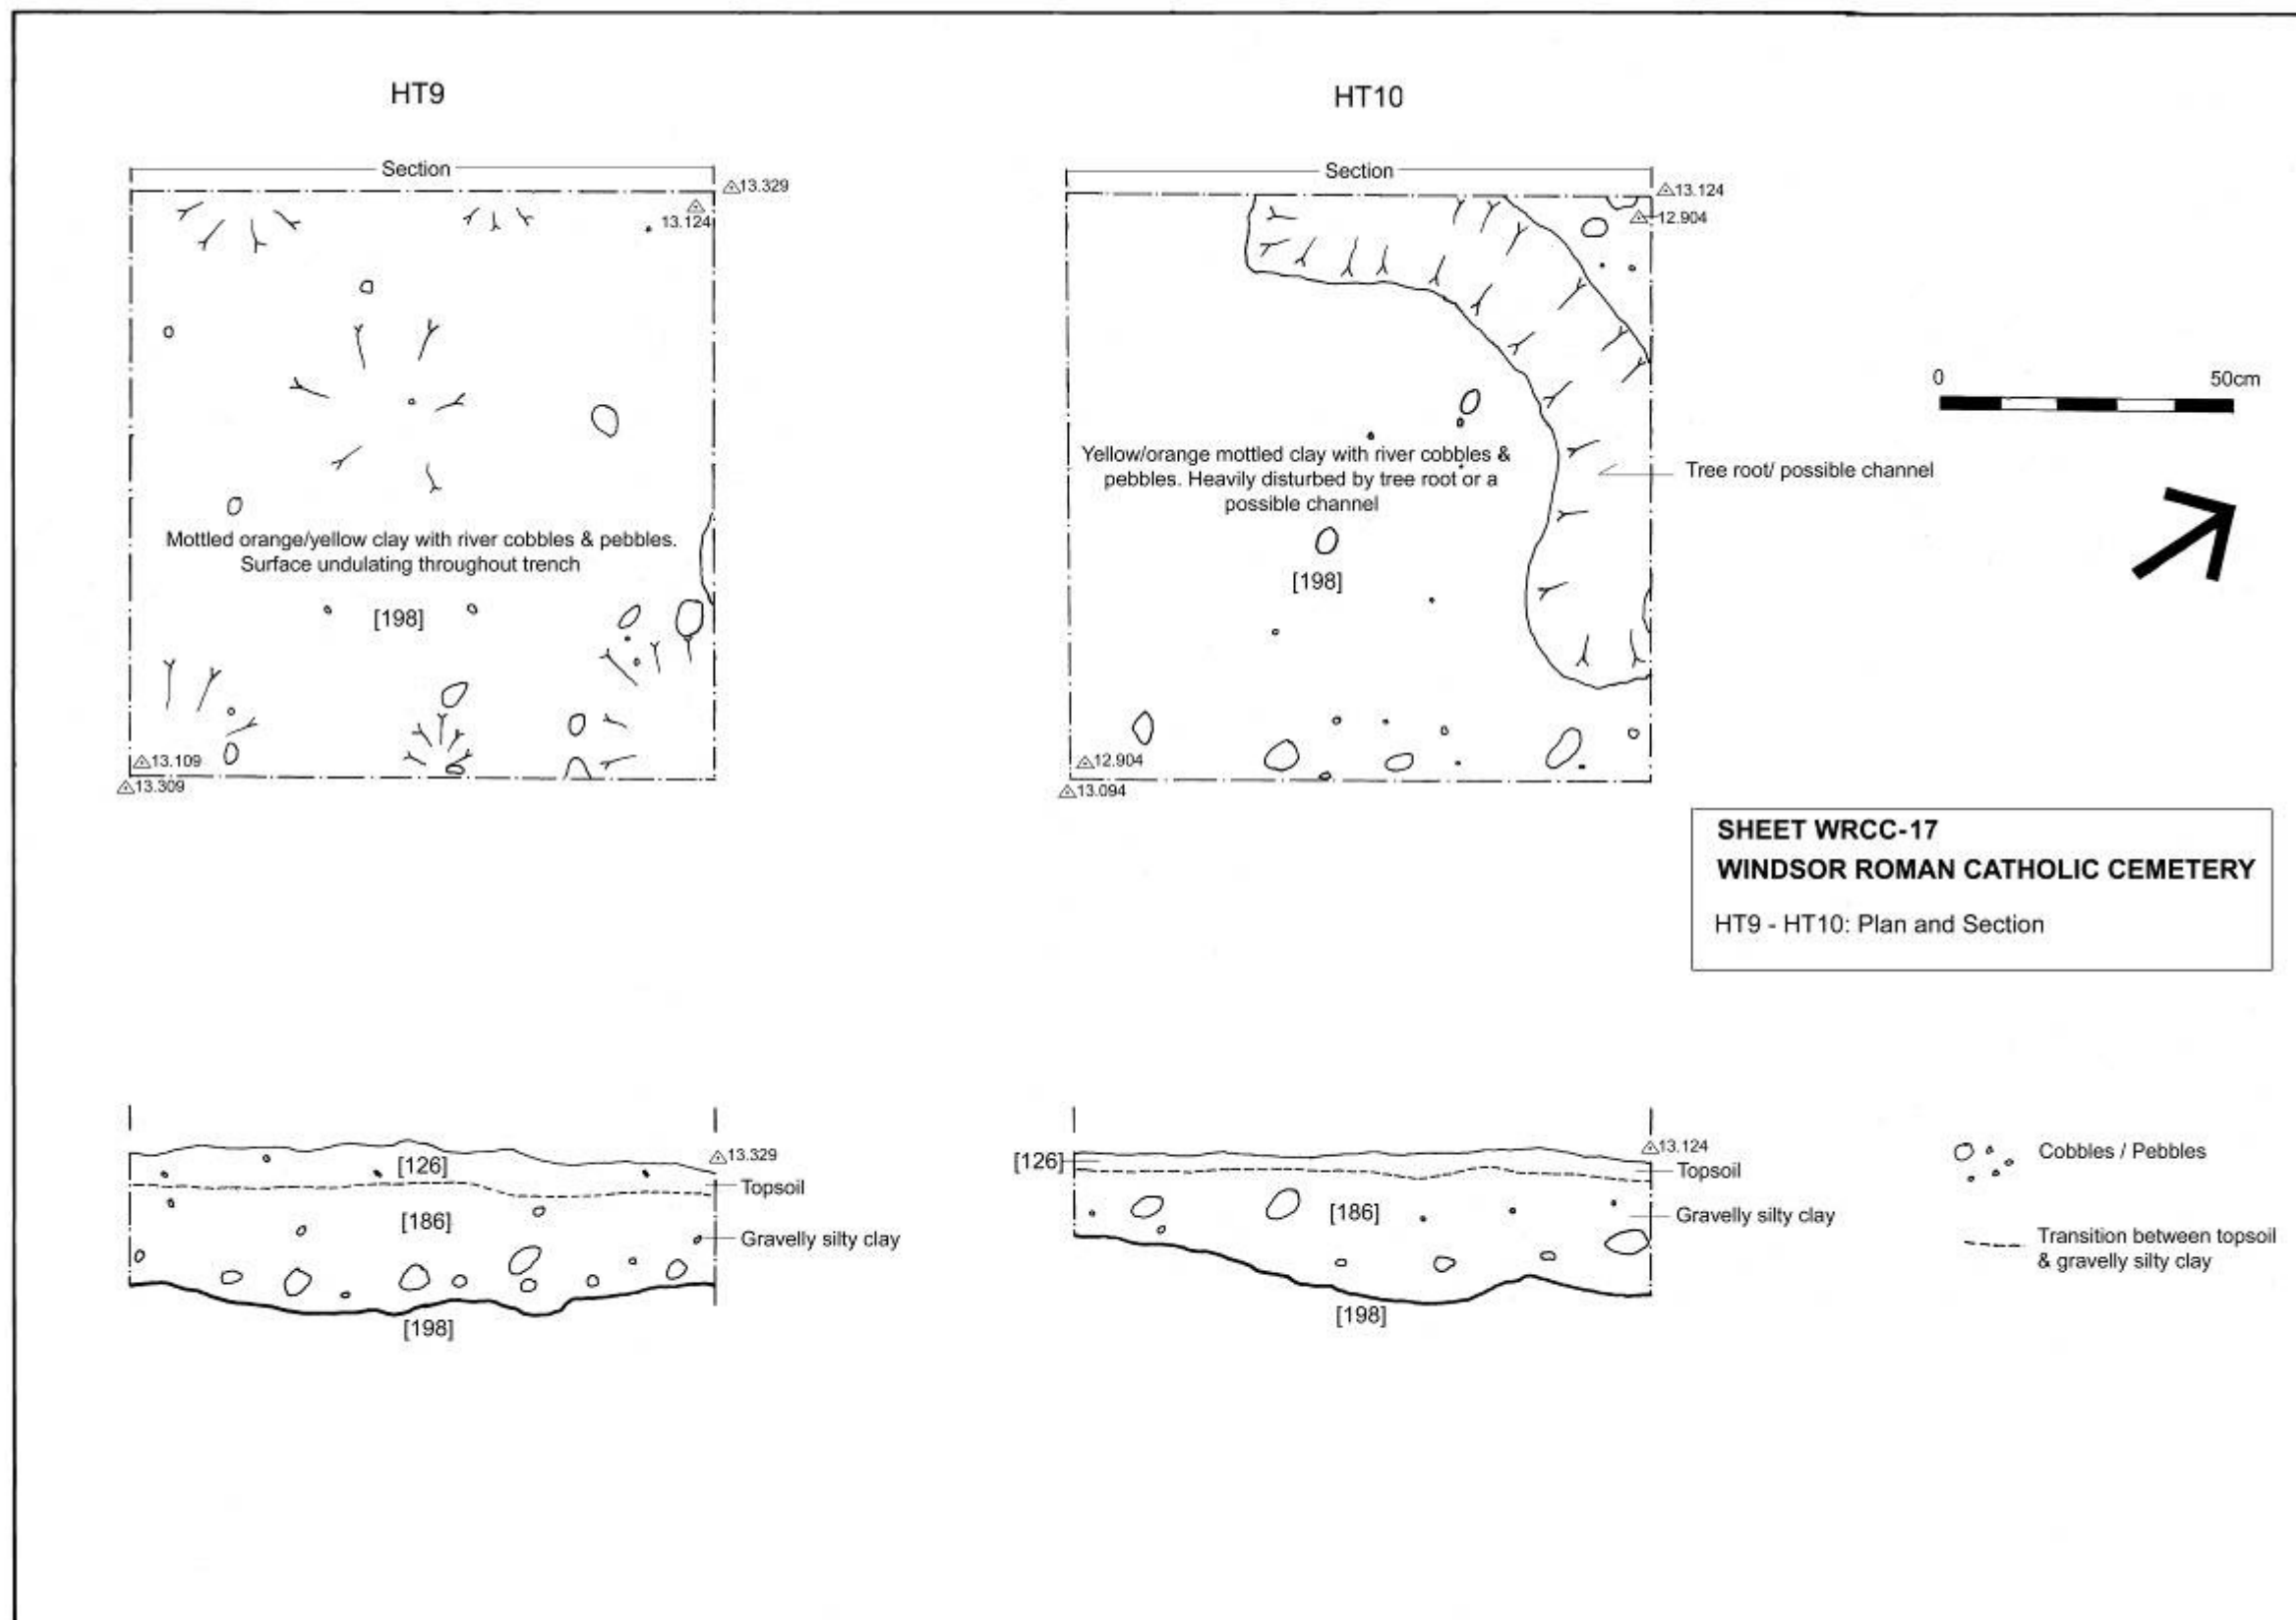 HT9
HT10
Section
13.329
13.124
Mottled orange/yellow clay with river cobbles & pebbles.
Surface undulating throughout trench
[198]
13.109
13.309
Section
13.124
12.904
Yellow/orange mottled clay with river cobbles &
pebbles. Heavily disturbed by tree root or a
possible channel
[198]
Tree root/ possible channel
12.904
13.094
0
50cm
SHEET WRCC-17
WINDSOR ROMAN CATHOLIC CEMETERY
HT9 - HT10: Plan and Section
13.329
[126]
Topsoil
[186]
Gravelly silty clay
[198]
13.124
[126]
Topsoil
[186]
Gravelly silty clay
[198]
Cobbles / Pebbles
Transition between topsoil
& gravelly silty clay